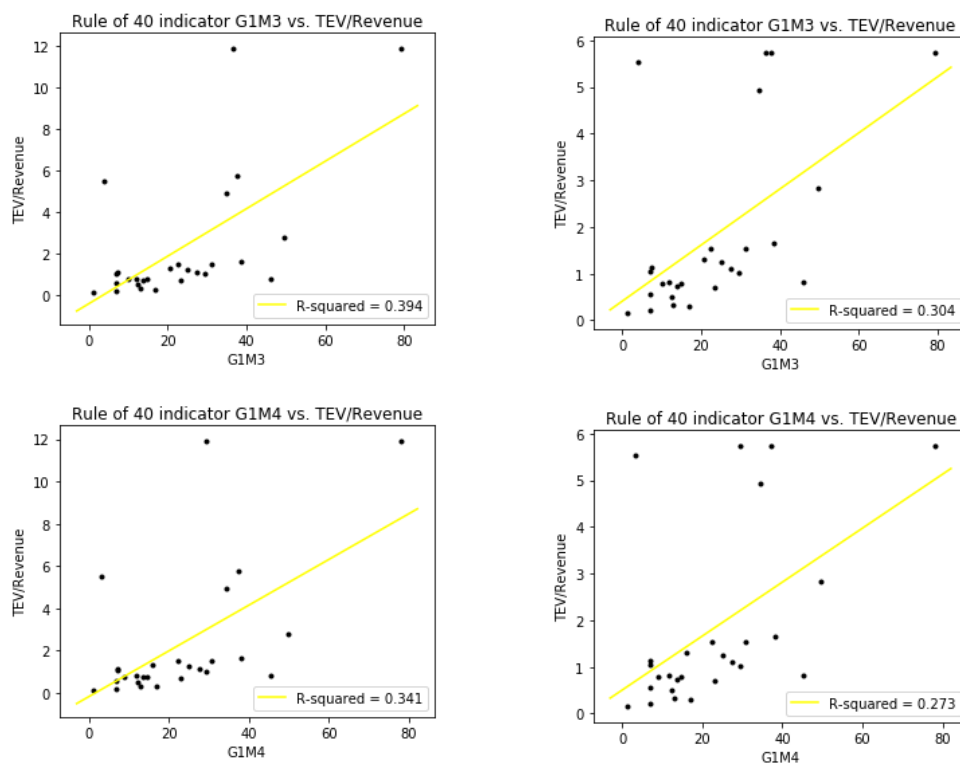 Rule of 40 indicator G1M3 vs. TEV/Revenue
12
10
8
6
4
2
0
TEV/Revenue
0 20 40 60 80
G1M3
R-squared = 0.394
Rule of 40 indicator G1M3 vs. TEV/Revenue
6
5
4
3
2
1
0
TEV/Revenue
0 20 40 60 80
G1M3
R-squared = 0.304
Rule of 40 indicator G1M4 vs. TEV/Revenue
12
10
8
6
4
2
0
TEV/Revenue
0 20 40 60 80
G1M4
R-squared = 0.341
Rule of 40 indicator G1M4 vs. TEV/Revenue
6
5
4
3
2
1
0
TEV/Revenue
0 20 40 60 80
G1M4
R-squared = 0.273